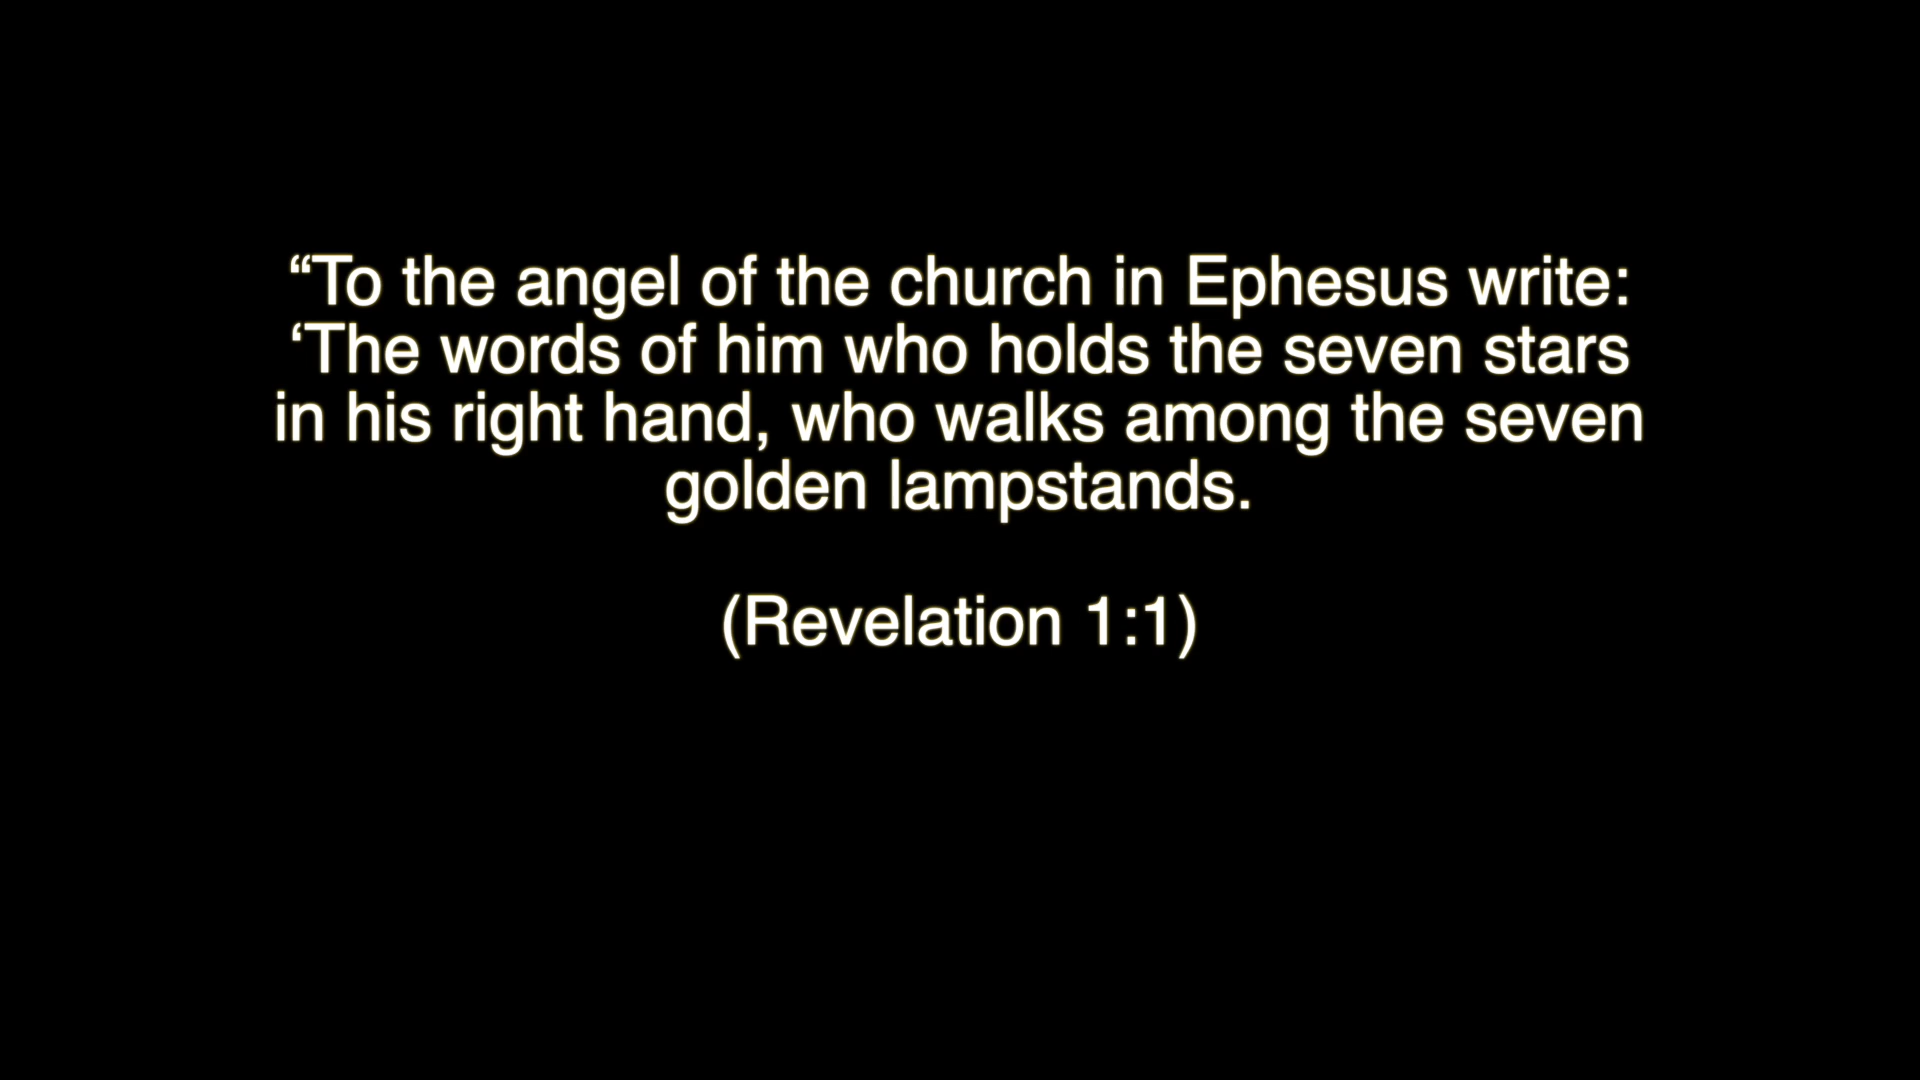 “To the angel of the church in Ephesus write:
‘The words of him who holds the seven stars
in his right hand, who walks among the seven
golden lampstands.
(Revelation 1:1)